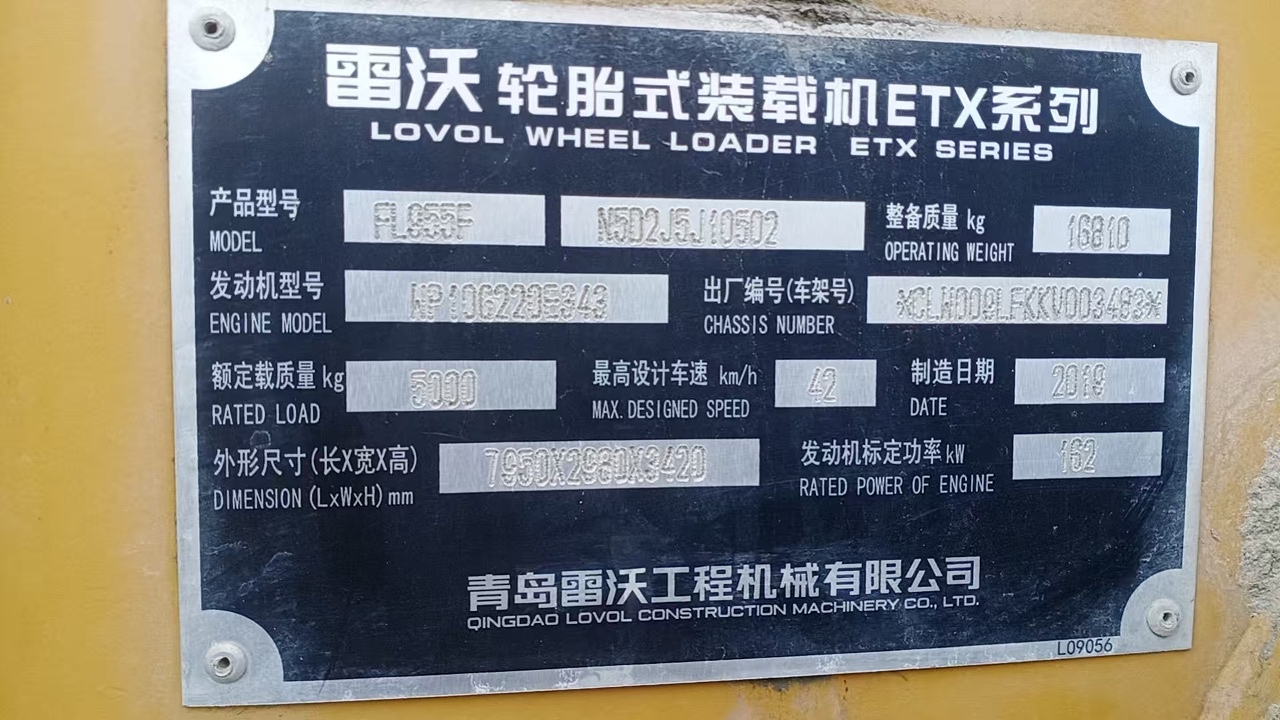 雷沃 轮胎式装载机ETX系列
LOVOL WHEEL LOADER ETX SERIES
产品型号 FL955F N5D2J5J10502 整备质量 kg 16810
MODEL OPERATING WEIGHT
发动机型号 WP10G220E343 出厂编号(车架号)
ENGINE MODEL CHASSIS NUMBER
额定载质量 kg 5000 最高设计车速 km/h 42 制造日期 2019
RATED LOAD MAX.DESIGNED SPEED DATE
外形尺寸(长X宽X高) 7950X2980X3420 发动机标定功率 kW 162
DIMENSION (LxWxH) mm RATED POWER OF ENGINE
青岛雷沃工程机械有限公司
QINGDAO LOVOL CONSTRUCTION MACHINERY CO., LTD.
L09056